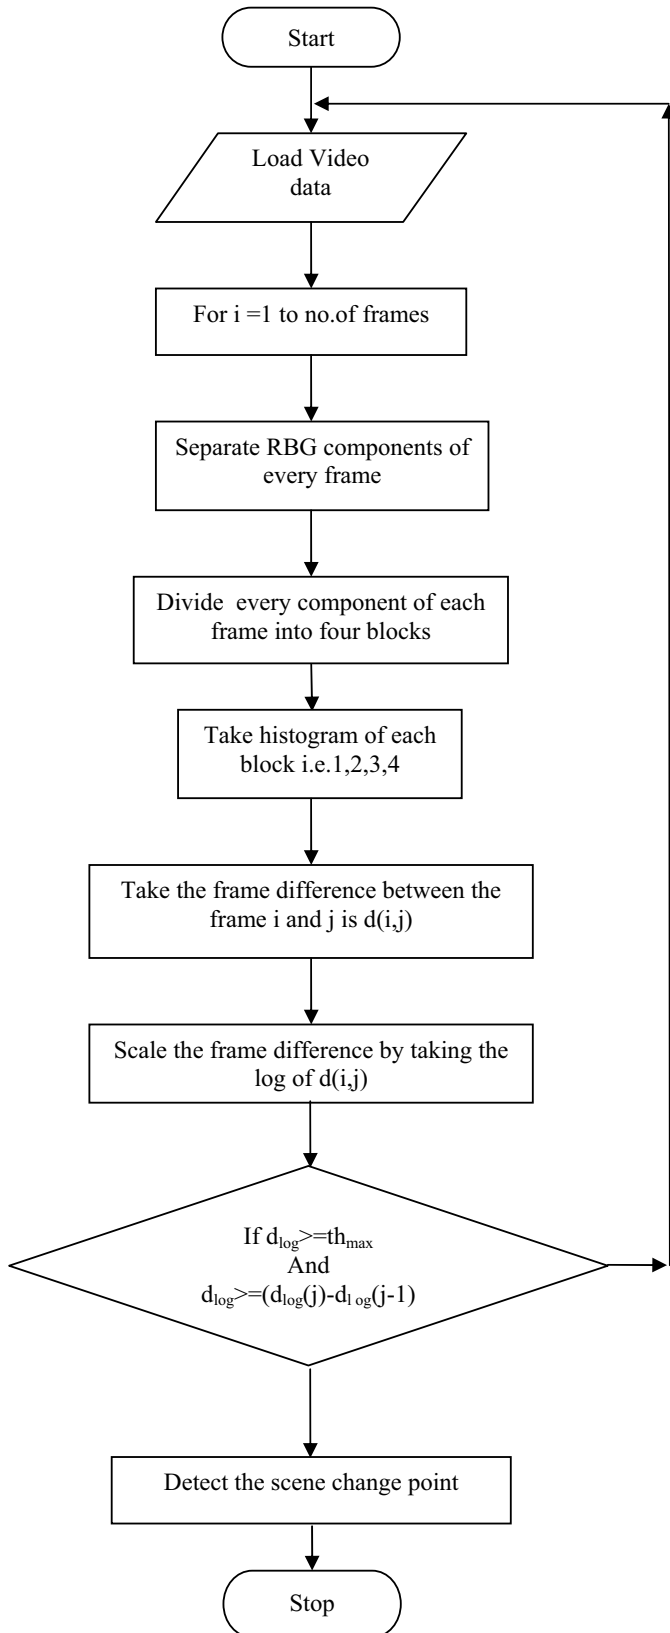 Start
Load Video
data
For i =1 to no.of frames
Separate RBG components of
every frame
Divide  every component of each
frame into four blocks
Take histogram of each
block i.e.1,2,3,4
Take the frame difference between the
frame i and j is d(i,j)
Scale the frame difference by taking the
log of d(i,j)
If dlog>=thmax
And
dlog>=(dlog(j)-dl og(j-1)
Detect the scene change point
Stop